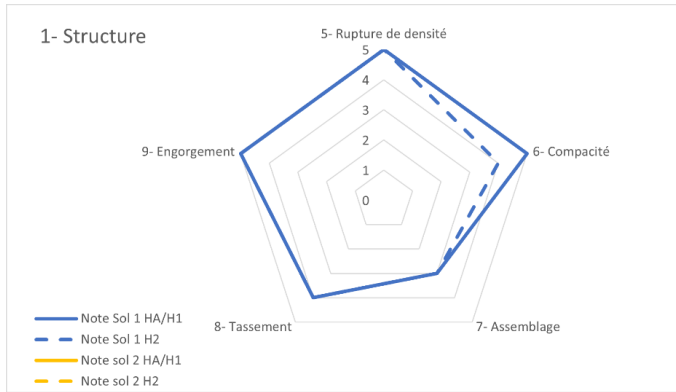 1- Structure
5- Rupture de densité
5
4
3
2
1
0
9- Engorgement
6- Compacité
8- Tassement
7- Assemblage
Note Sol 1 HA/H1
Note Sol 1 H2
Note sol 2 HA/H1
Note sol 2 H2